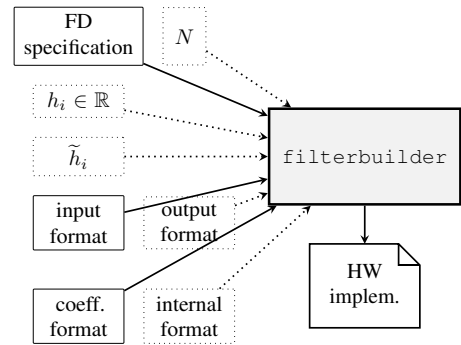 FD
specification
N
h_i ∈ ℝ
h̃_i
filterbuilder
input
format
output
format
HW
implem.
coeff.
format
internal
format